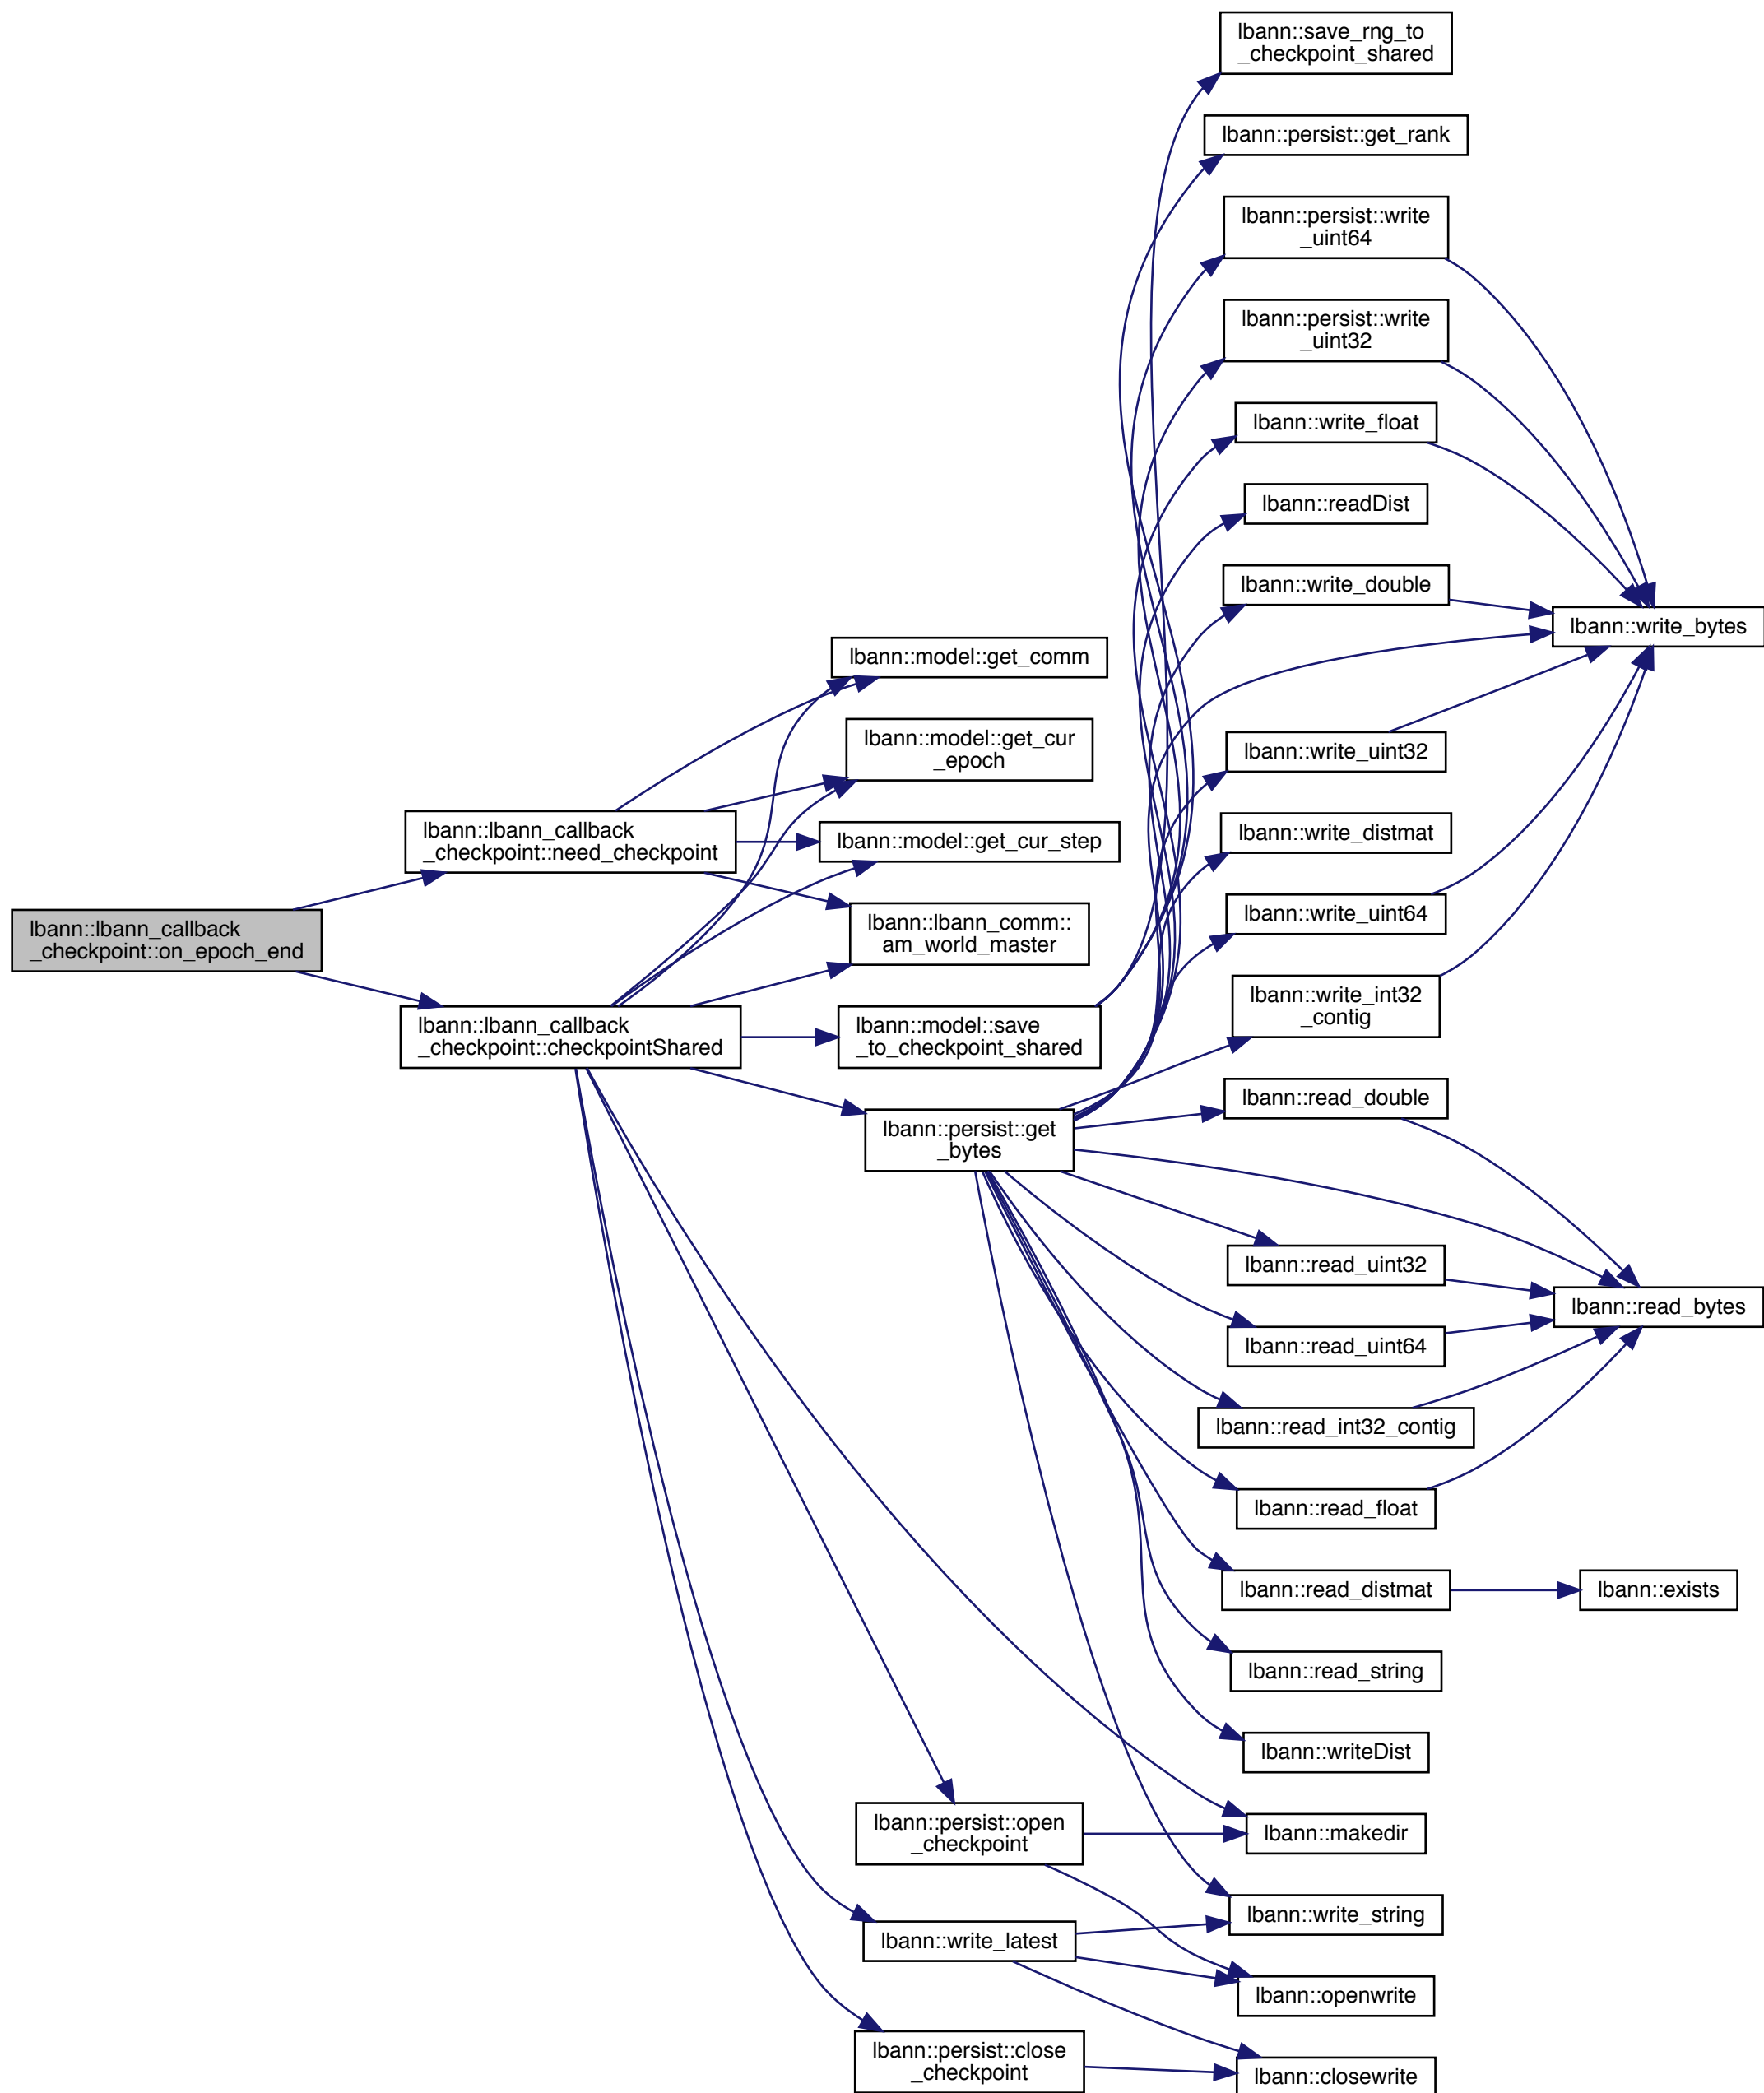 lbann::save_rng_to
_checkpoint_shared
lbann::persist::get_rank
lbann::persist::write
_uint64
lbann::persist::write
_uint32
lbann::write_float
lbann::readDist
lbann::write_double
lbann::write_bytes
lbann::model::get_comm
lbann::model::get_cur
_epoch
lbann::write_uint32
lbann::lbann_callback
_checkpoint::need_checkpoint
lbann::model::get_cur_step
lbann::write_distmat
lbann::lbann_callback
_checkpoint::on_epoch_end
lbann::lbann_comm::
am_world_master
lbann::write_uint64
lbann::lbann_callback
_checkpoint::checkpointShared
lbann::model::save
_to_checkpoint_shared
lbann::write_int32
_contig
lbann::persist::get
_bytes
lbann::read_double
lbann::read_uint32
lbann::read_bytes
lbann::read_uint64
lbann::read_int32_contig
lbann::read_float
lbann::read_distmat
lbann::exists
lbann::read_string
lbann::writeDist
lbann::persist::open
_checkpoint
lbann::makedir
lbann::write_latest
lbann::write_string
lbann::openwrite
lbann::persist::close
_checkpoint
lbann::closewrite